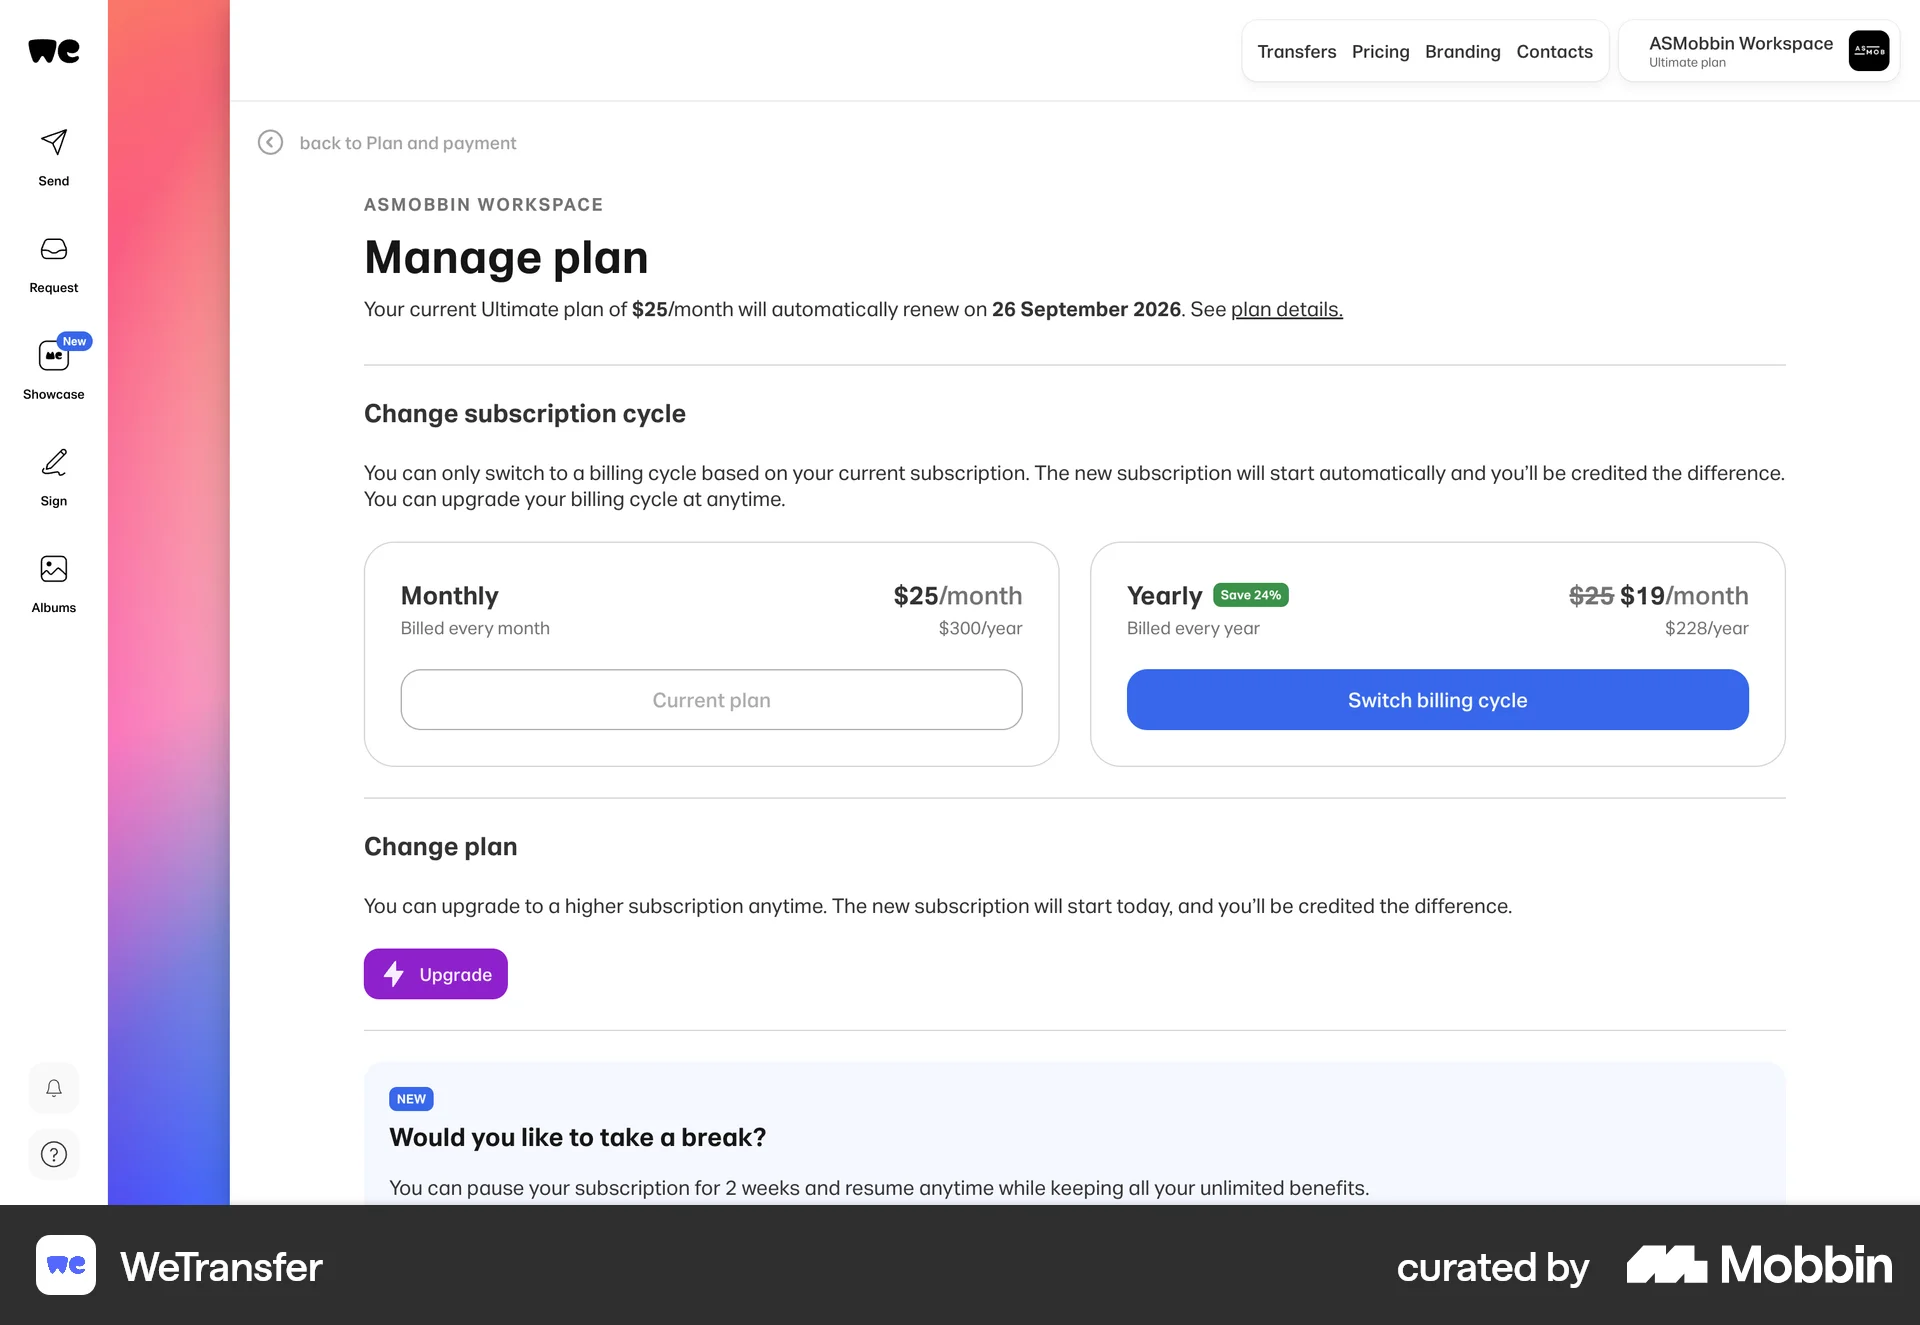 we
Send
Request
New
we
Showcase
Sign
Albums
Transfers Pricing Branding Contacts
ASMobbin Workspace
Ultimate plan
AS
MOB
back to Plan and payment
ASMOBBIN WORKSPACE
Manage plan
Your current Ultimate plan of $25/month will automatically renew on 26 September 2026. See plan details.
Change subscription cycle
You can only switch to a billing cycle based on your current subscription. The new subscription will start automatically and you’ll be credited the difference.
You can upgrade your billing cycle at anytime.
Monthly
$25/month
Billed every month
$300/year
Current plan
Yearly
Save 24%
$25 $19/month
Billed every year
$228/year
Switch billing cycle
Change plan
You can upgrade to a higher subscription anytime. The new subscription will start today, and you’ll be credited the difference.
Upgrade
NEW
Would you like to take a break?
You can pause your subscription for 2 weeks and resume anytime while keeping all your unlimited benefits.
?
we
WeTransfer
curated by
Mobbin